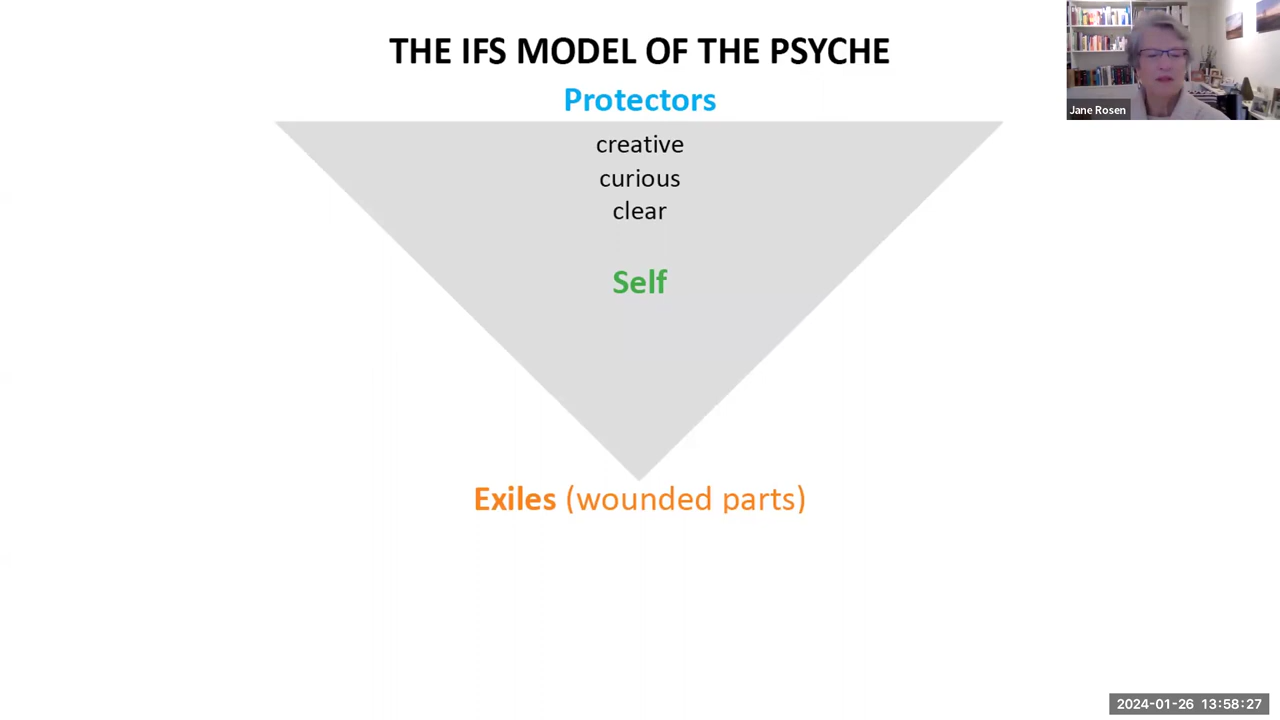 THE IFS MODEL OF THE PSYCHE
Protectors
creative
curious
clear
Self
Exiles (wounded parts)
Jane Rosen
2024-01-26 13:58:27